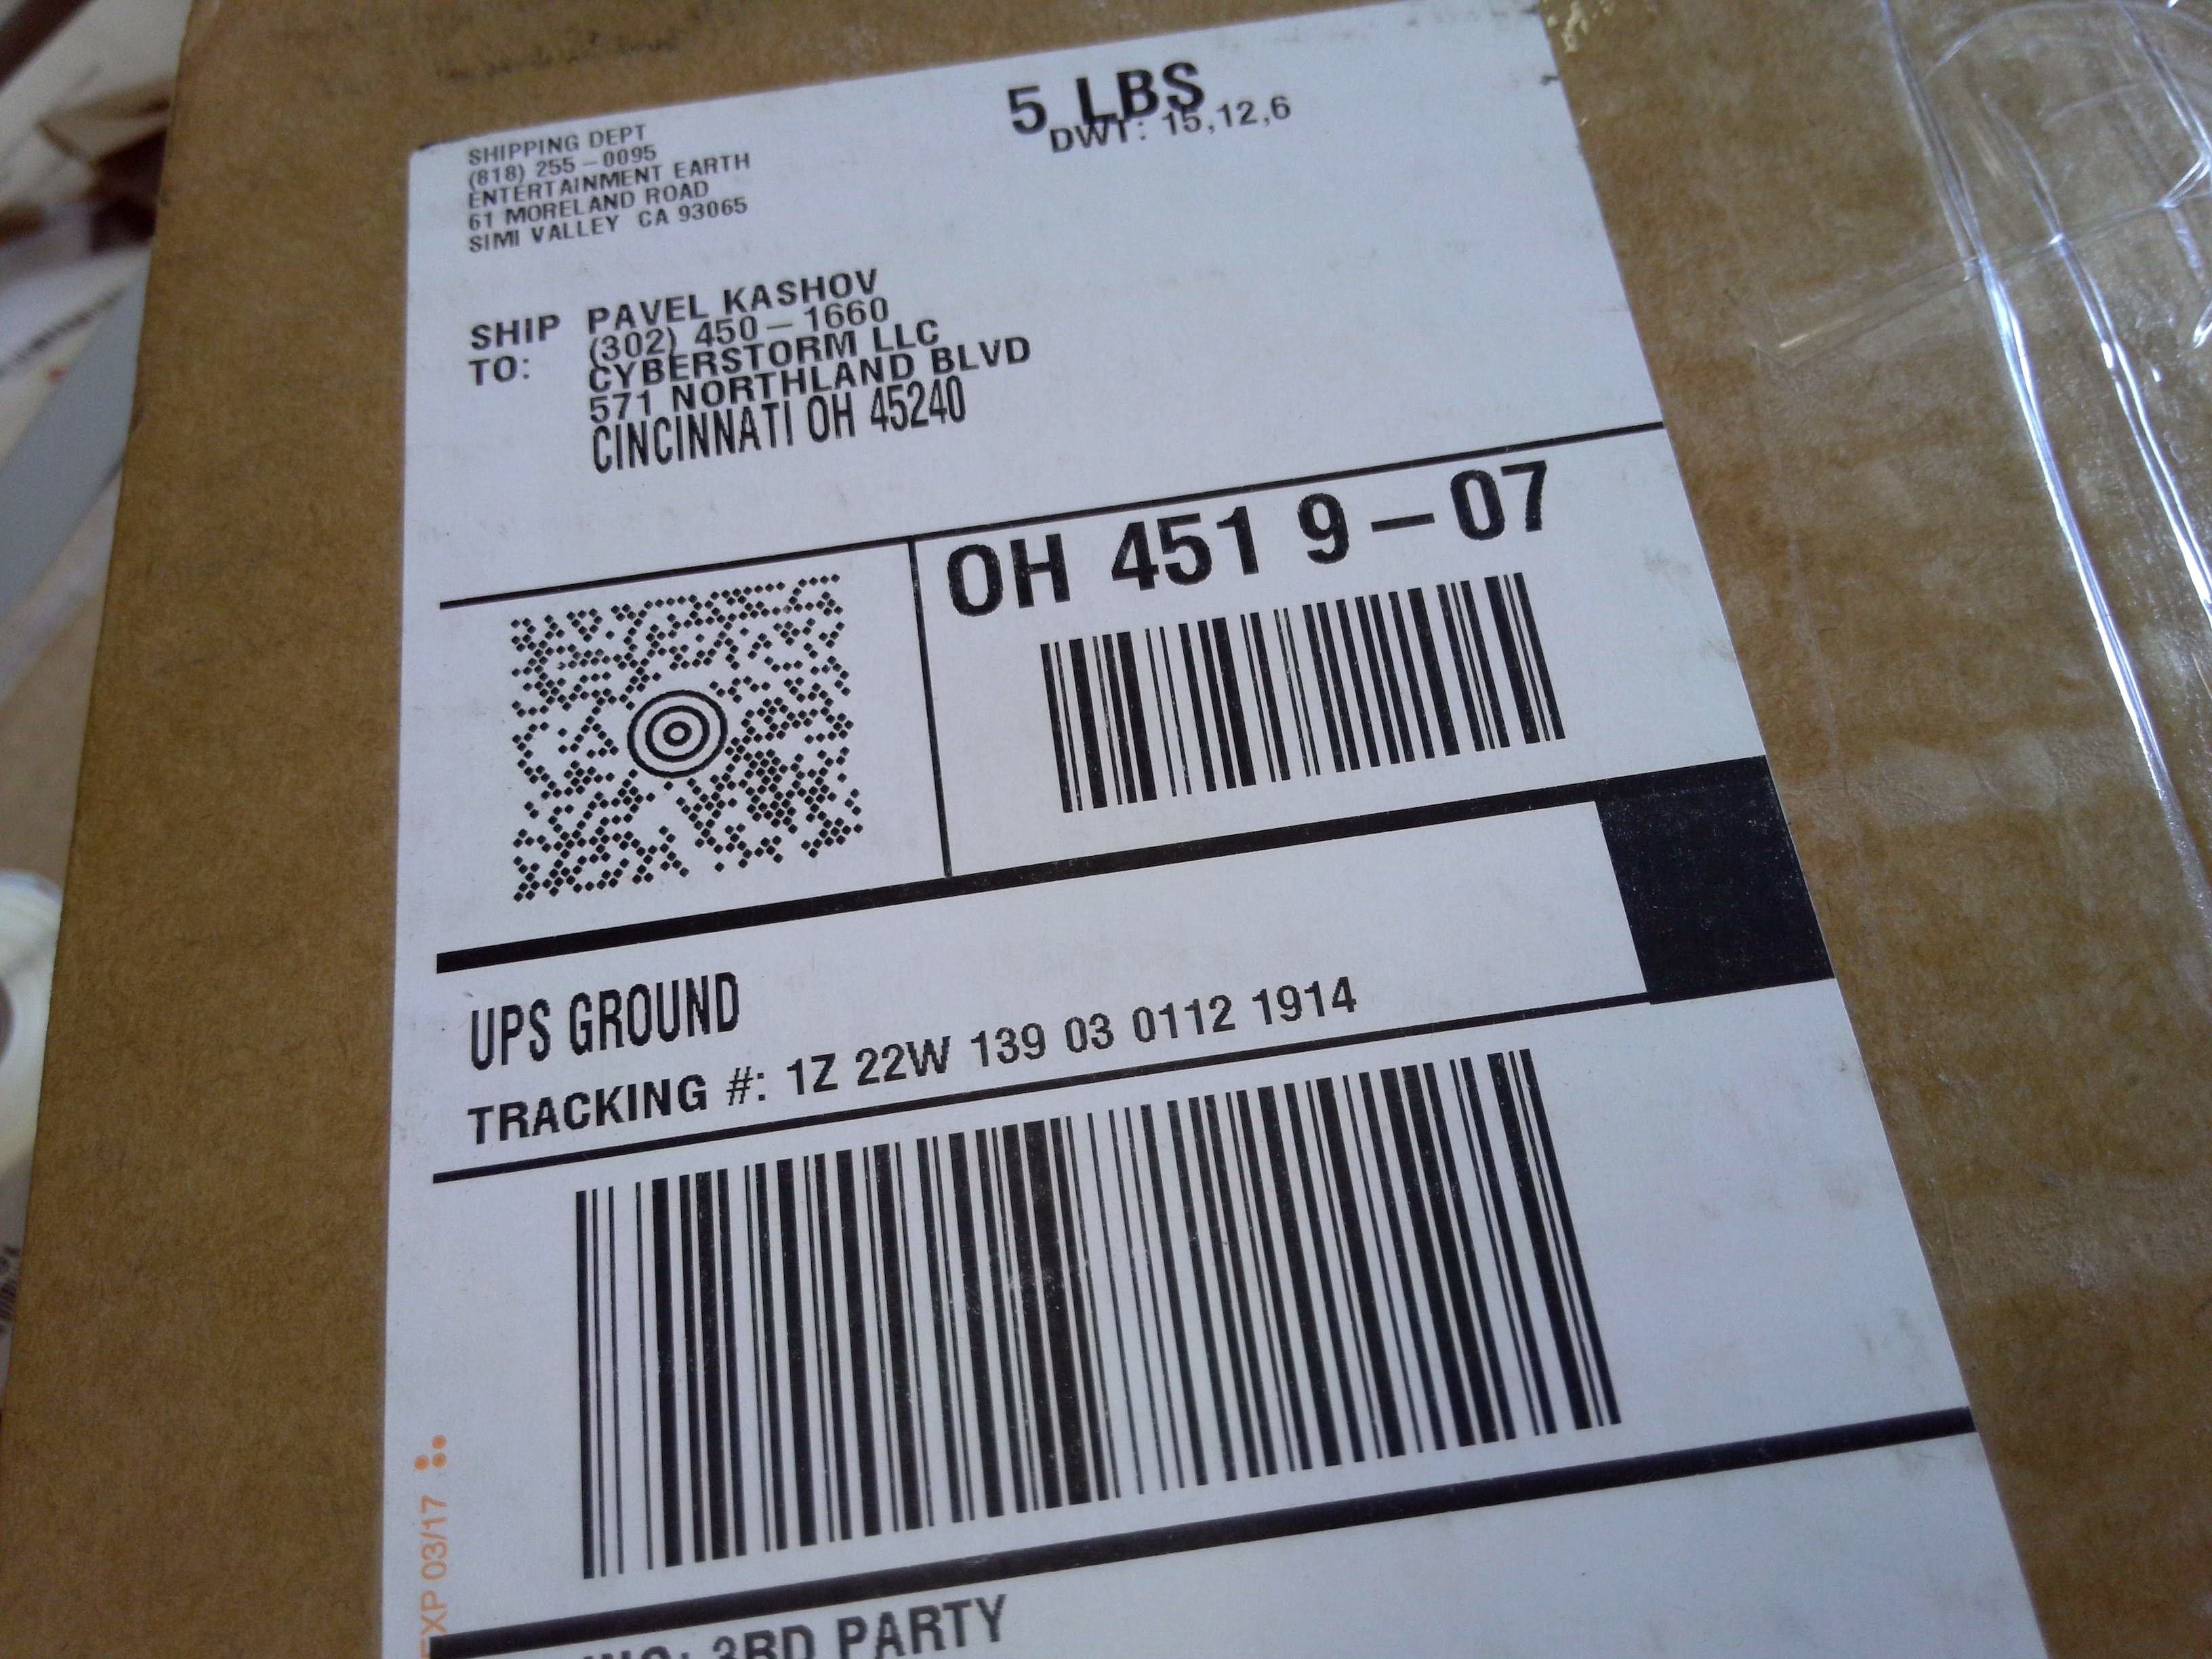 5 LBS
DWT: 15,12,6
SHIPPING DEPT
(818) 255-0095
ENTERTAINMENT EARTH
61 MORELAND ROAD
SIMI VALLEY CA 93065
SHIP TO:
PAVEL KASHOV
(302) 450-1660
CYBERSTORM LLC
571 NORTHLAND BLVD
CINCINNATI OH 45240
OH 451 9-07
UPS GROUND
TRACKING #: 1Z 22W 139 03 0112 1914
EXP 03/17
3RD PARTY